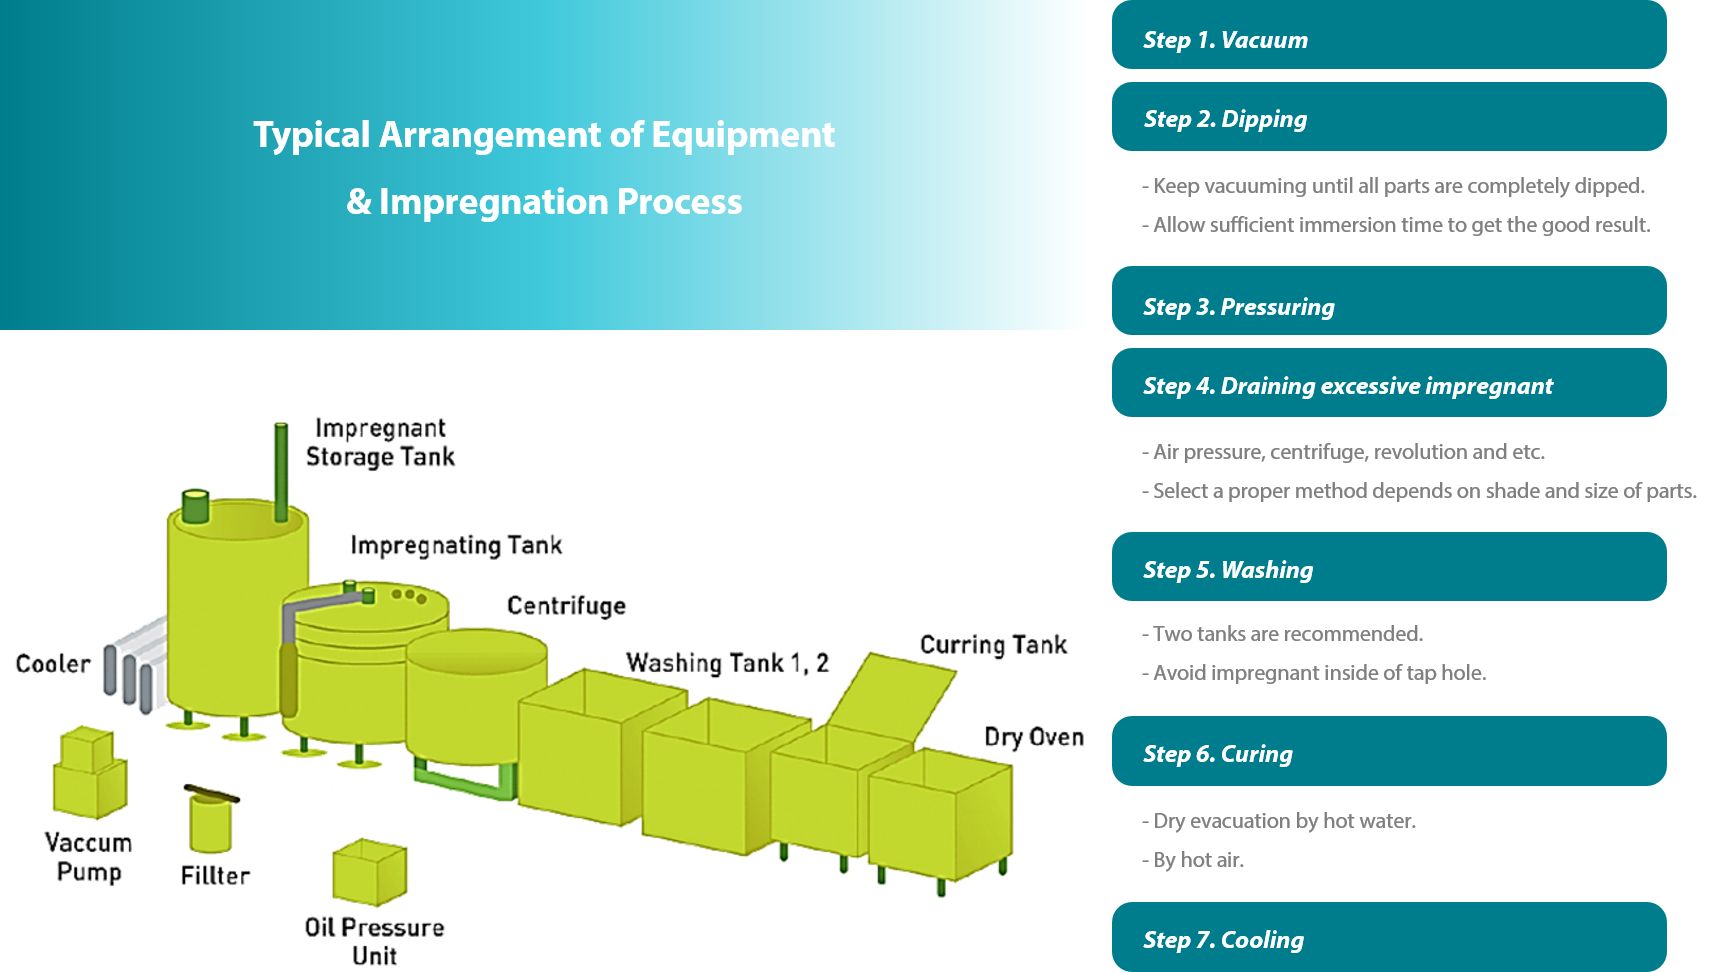 Typical Arrangement of Equipment
& Impregnation Process
Impregnant
Storage Tank
Impregnating Tank
Centrifuge
Cooler
Washing Tank 1, 2
Curring Tank
Dry Oven
Vaccum
Pump
Fillter
Oil Pressure
Unit
Step 1. Vacuum
Step 2. Dipping
- Keep vacuuming until all parts are completely dipped.
- Allow sufficient immersion time to get the good result.
Step 3. Pressuring
Step 4. Draining excessive impregnant
- Air pressure, centrifuge, revolution and etc.
- Select a proper method depends on shade and size of parts.
Step 5. Washing
- Two tanks are recommended.
- Avoid impregnant inside of tap hole.
Step 6. Curing
- Dry evacuation by hot water.
- By hot air.
Step 7. Cooling